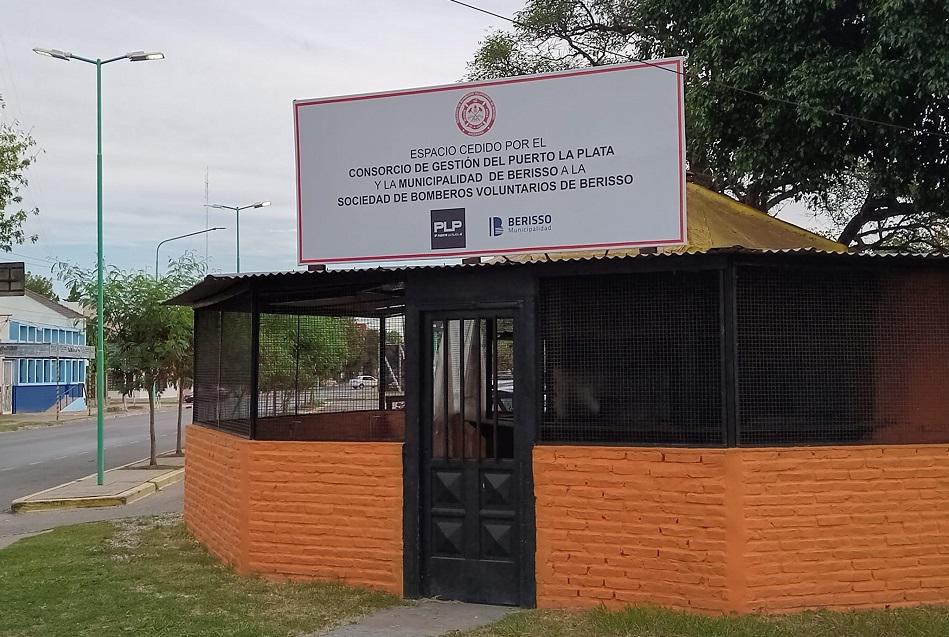 ESPACIO CEDIDO POR EL
CONSORCIO DE GESTIÓN DEL PUERTO LA PLATA
Y LA MUNICIPALIDAD DE BERISSO A LA
SOCIEDAD DE BOMBEROS VOLUNTARIOS DE BERISSO
PLP
BERISSO
Municipalidad